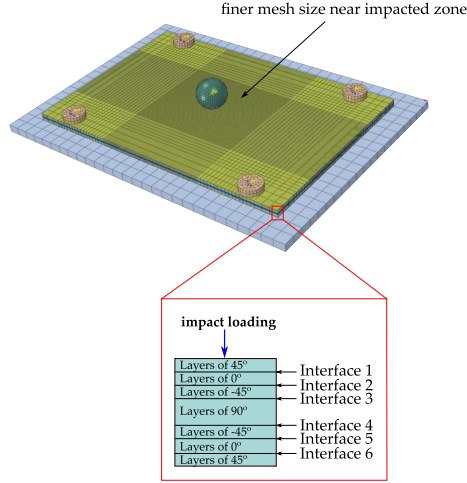 finer mesh size near impacted zone
impact loading
Layers of 45º
Interface 1
Layers of 0º
Interface 2
Layers of -45º
Interface 3
Layers of 90º
Interface 4
Layers of -45º
Interface 5
Layers of 0º
Interface 6
Layers of 45º